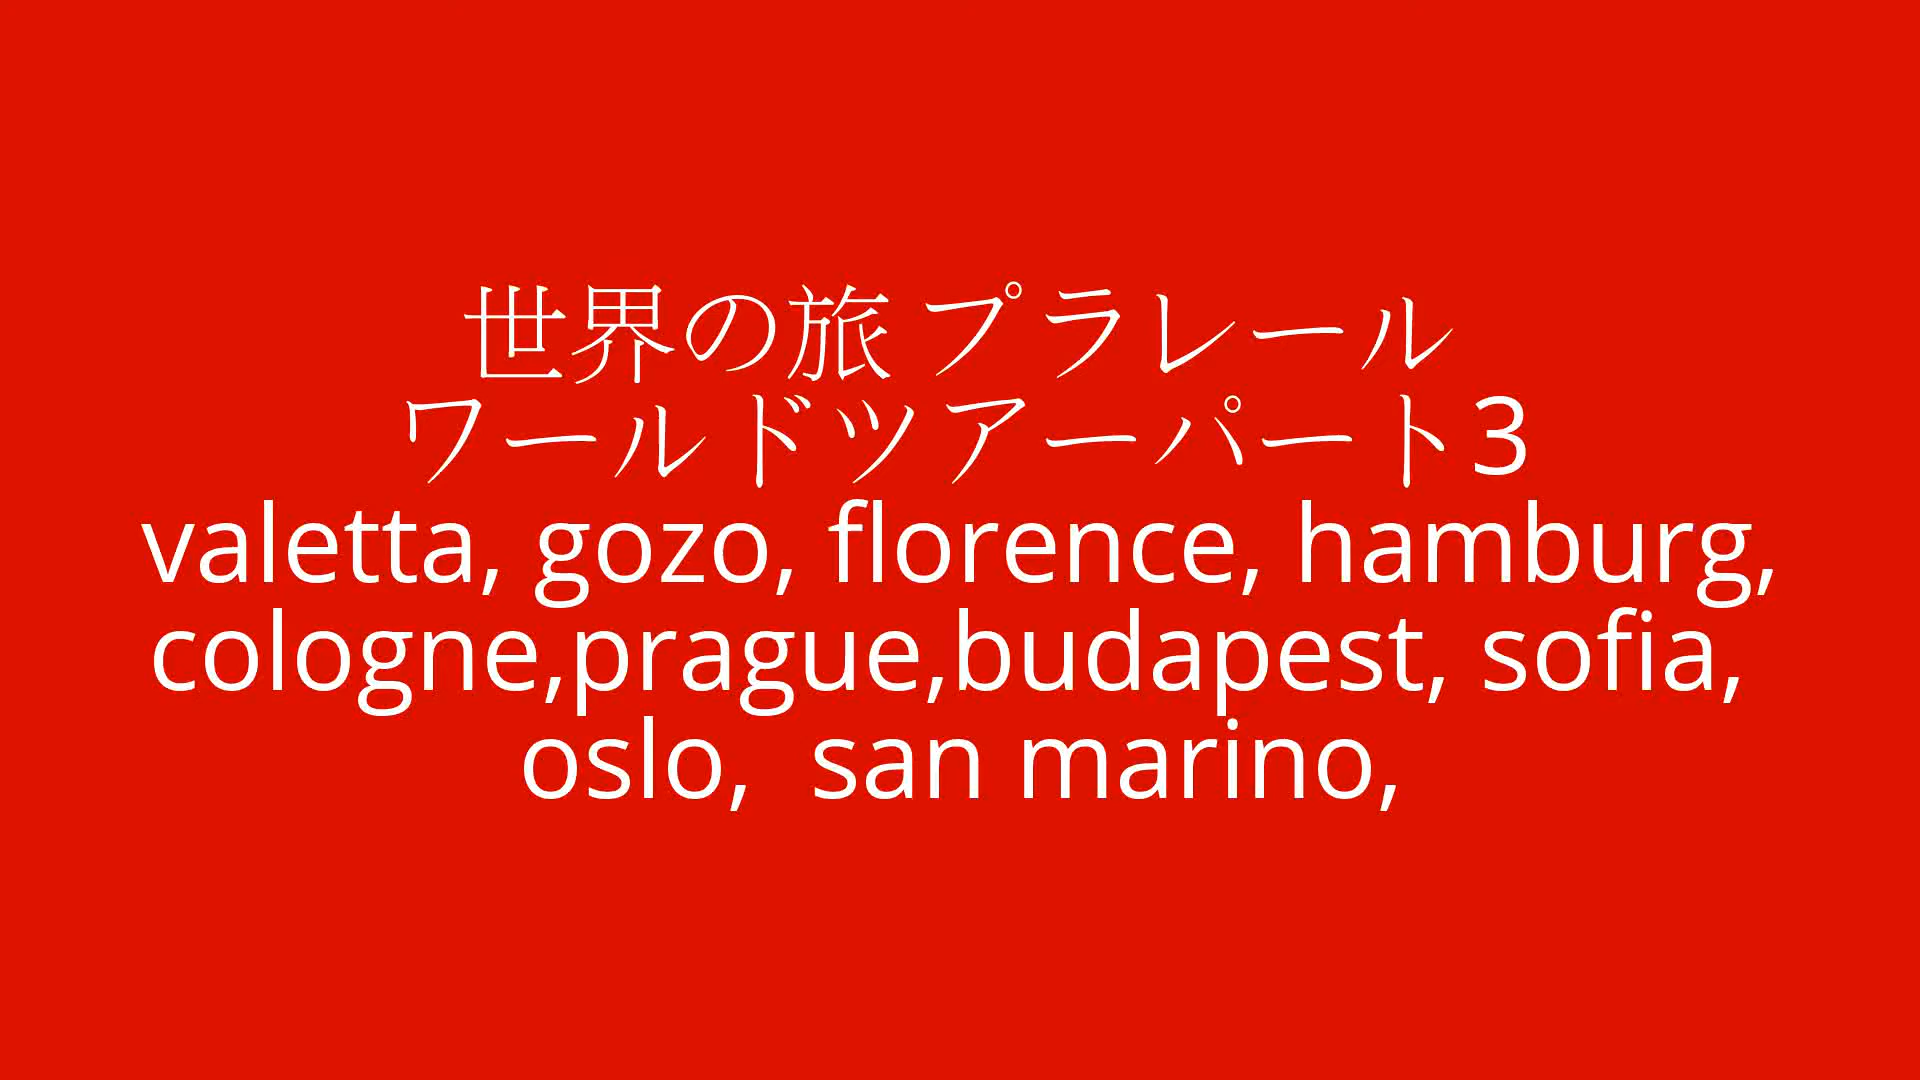 世界の旅 プラレール
ワールドツアーパート3
valetta, gozo, florence, hamburg,
cologne,prague,budapest, sofia,
oslo,  san marino,